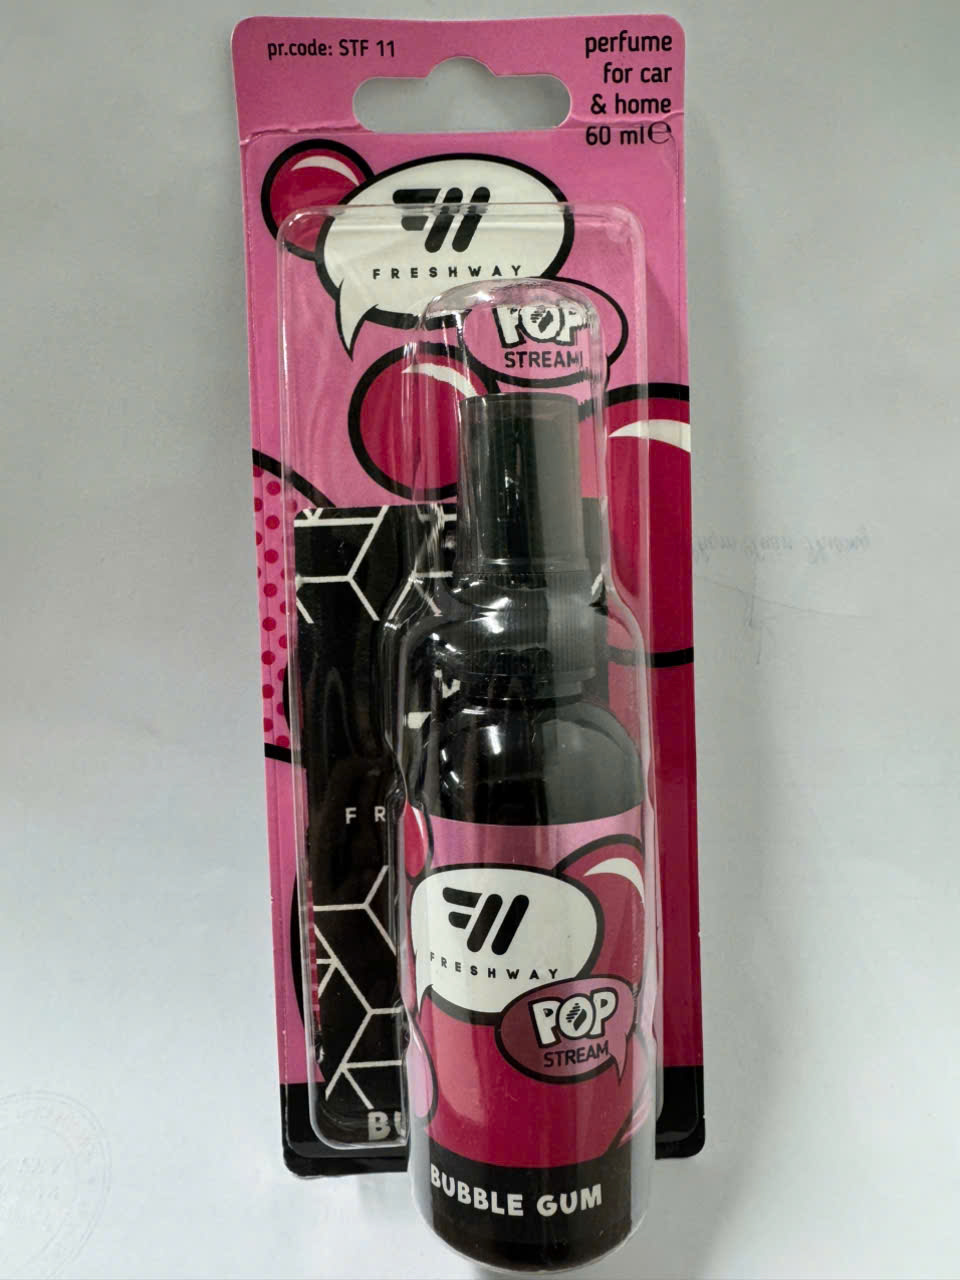 pr.code: STF 11
perfume
for car
& home
60 ml ℮
FRESHWAY
POP
STREAM
FR
FRESHWAY
POP
STREAM
BU
BUBBLE GUM